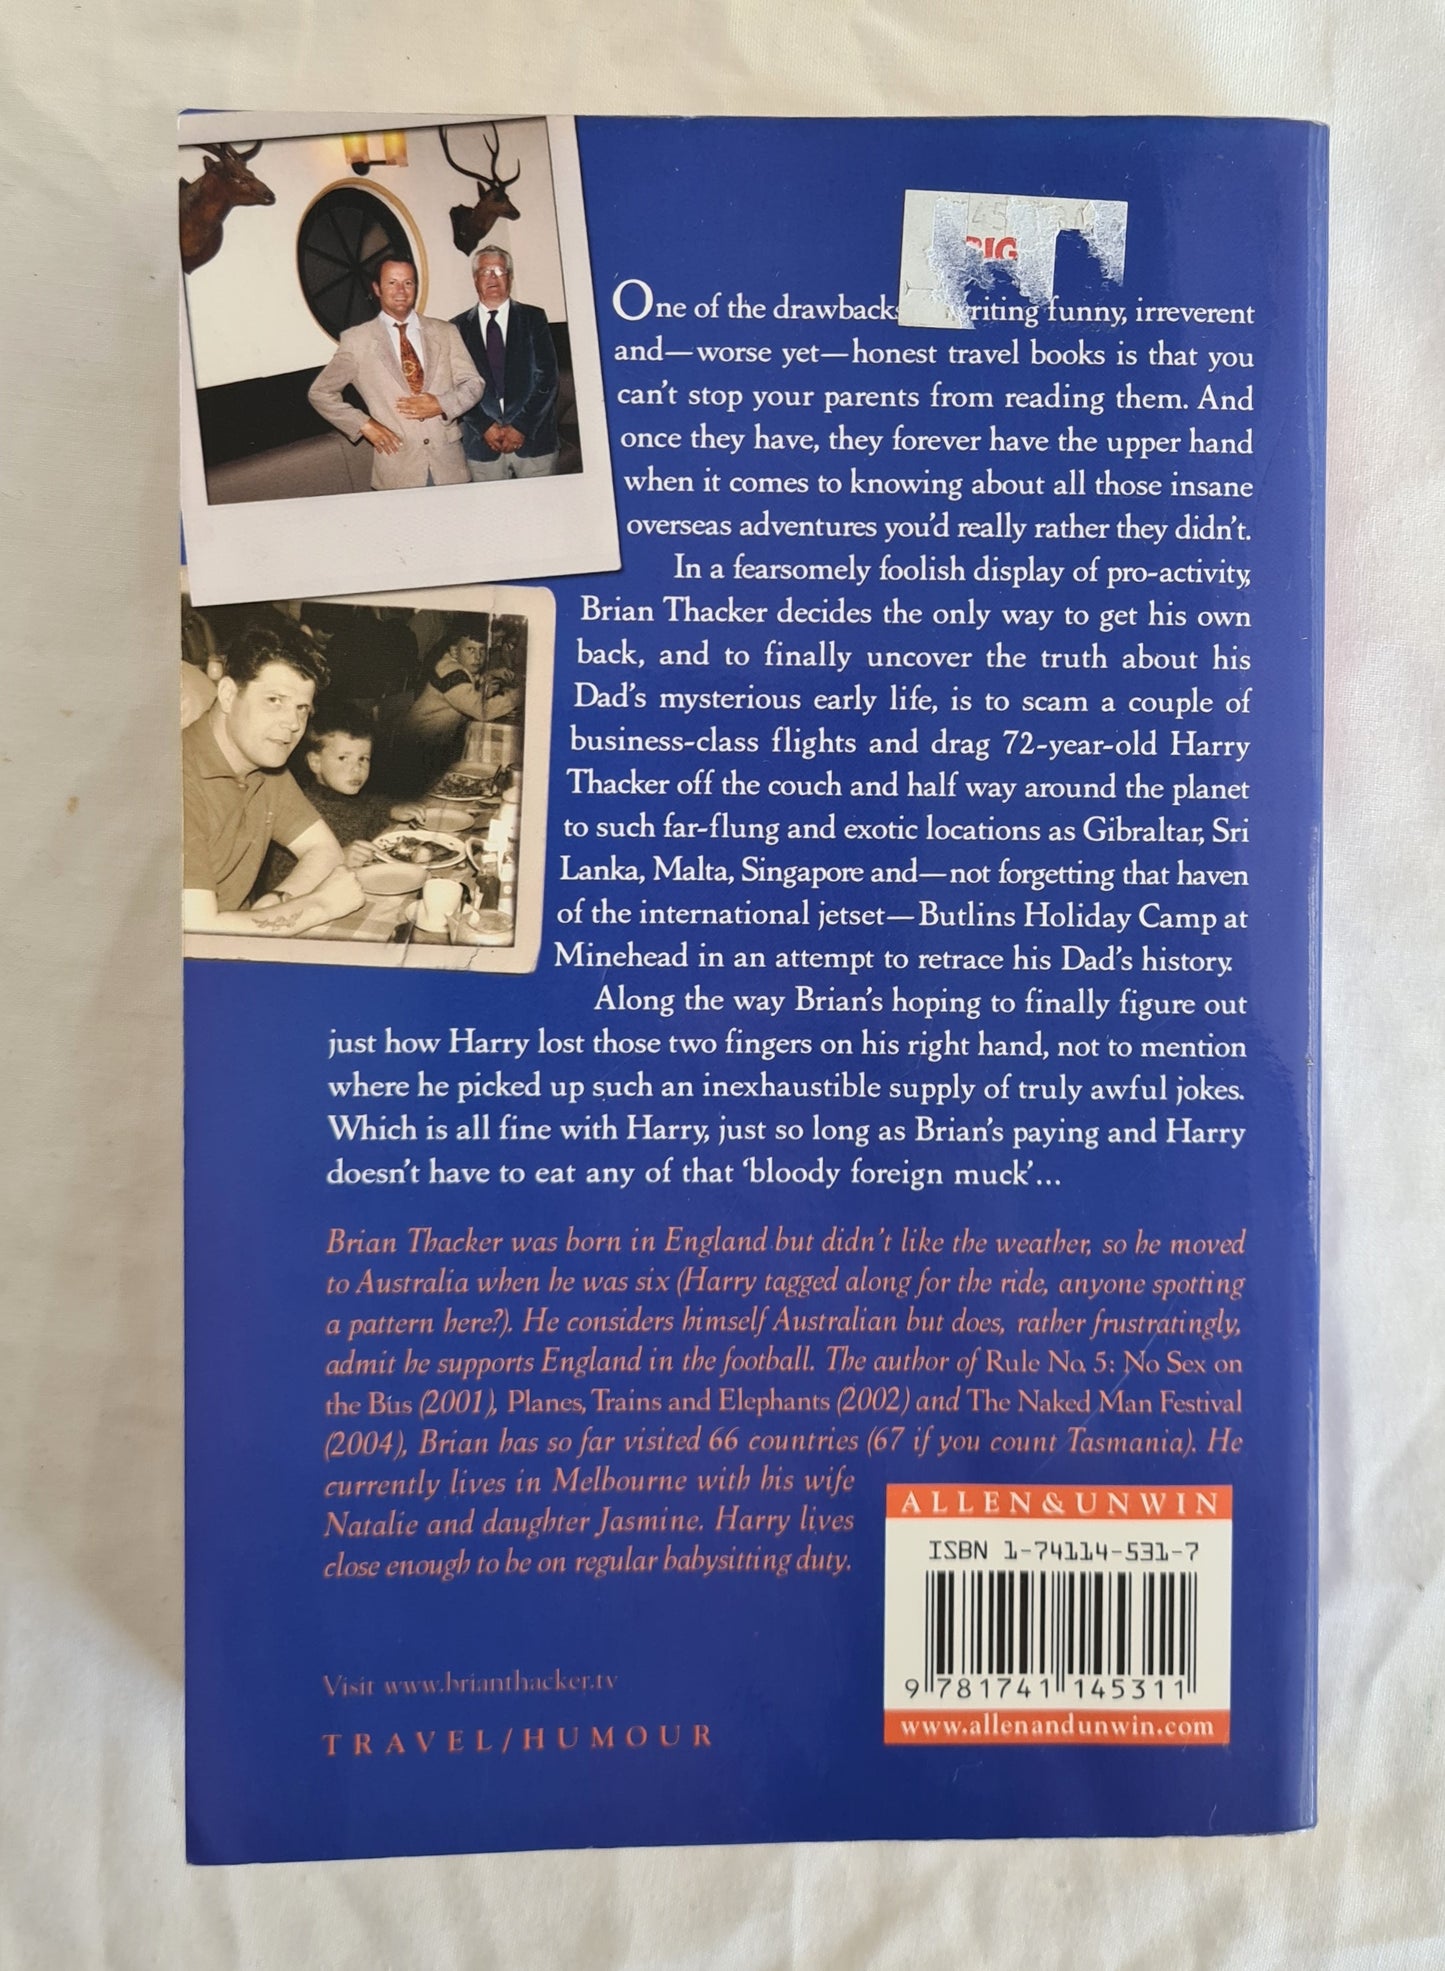 BIG
One of the drawbacks writing funny, irreverent
and—worse yet—honest travel books is that you
can't stop your parents from reading them. And
once they have, they forever have the upper hand
when it comes to knowing about all those insane
overseas adventures you'd really rather they didn't.
In a fearsomely foolish display of pro-activity,
Brian Thacker decides the only way to get his own
back, and to finally uncover the truth about his
Dad's mysterious early life, is to scam a couple of
business-class flights and drag 72-year-old Harry
Thacker off the couch and half way around the planet
to such far-flung and exotic locations as Gibraltar, Sri
Lanka, Malta, Singapore and—not forgetting that haven
of the international jetset—Butlins Holiday Camp at
Minehead in an attempt to retrace his Dad's history.
Along the way Brian's hoping to finally figure out
just how Harry lost those two fingers on his right hand, not to mention
where he picked up such an inexhaustible supply of truly awful jokes.
Which is all fine with Harry, just so long as Brian's paying and Harry
doesn't have to eat any of that 'bloody foreign muck'...
Brian Thacker was born in England but didn't like the weather, so he moved
to Australia when he was six (Harry tagged along for the ride, anyone spotting
a pattern here?). He considers himself Australian but does, rather frustratingly,
admit he supports England in the football. The author of Rule No. 5: No Sex on
the Bus (2001), Planes, Trains and Elephants (2002) and The Naked Man Festival
(2004), Brian has so far visited 66 countries (67 if you count Tasmania). He
currently lives in Melbourne with his wife
Natalie and daughter Jasmine. Harry lives
close enough to be on regular babysitting duty.
Visit www.brianthacker.tv
TRAVEL/HUMOUR
ALLEN&UNWIN
ISBN 1-74114-531-7
9 781741 145311
www.allenandunwin.com